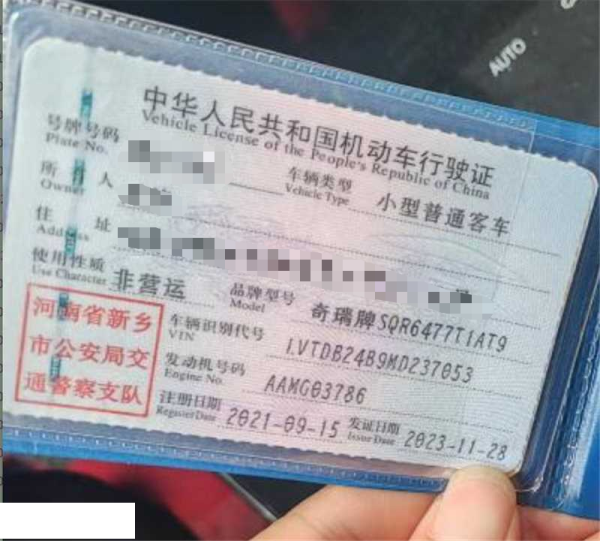 AUTO
中华人民共和国机动车行驶证
Vehicle License of the People's Republic of China
号牌号码 车辆类型 小型普通客车
Plate No. Vehicle Type
所有人
Owner
住址
Address
使用性质 非营运 品牌型号 奇瑞牌SQR6477T1AT9
Use Character Model
河南省新乡
市公安局交
通警察支队
车辆识别代号 LVTDB24B9MD237053
VIN
发动机号码 AAMG03786
Engine No.
注册日期 2021-09-15 发证日期 2023-11-28
Register Date Issue Date